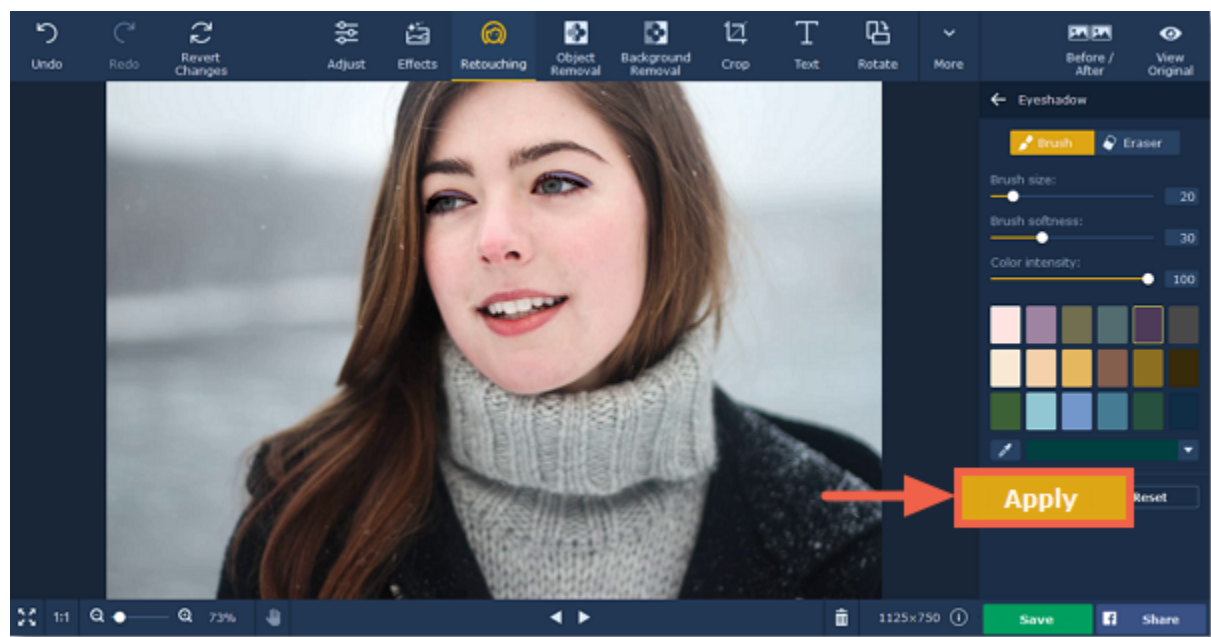 Undo
Redo
Revert
Changes
Adjust
Effects
Retouching
Object
Removal
Background
Removal
Crop
Text
Rotate
More
Before /
After
View
Original
Eyeshadow
Brush
Eraser
Brush size:
20
Brush softness:
30
Color intensity:
100
Apply
Reset
1:1
73%
1125×750
Save
Share